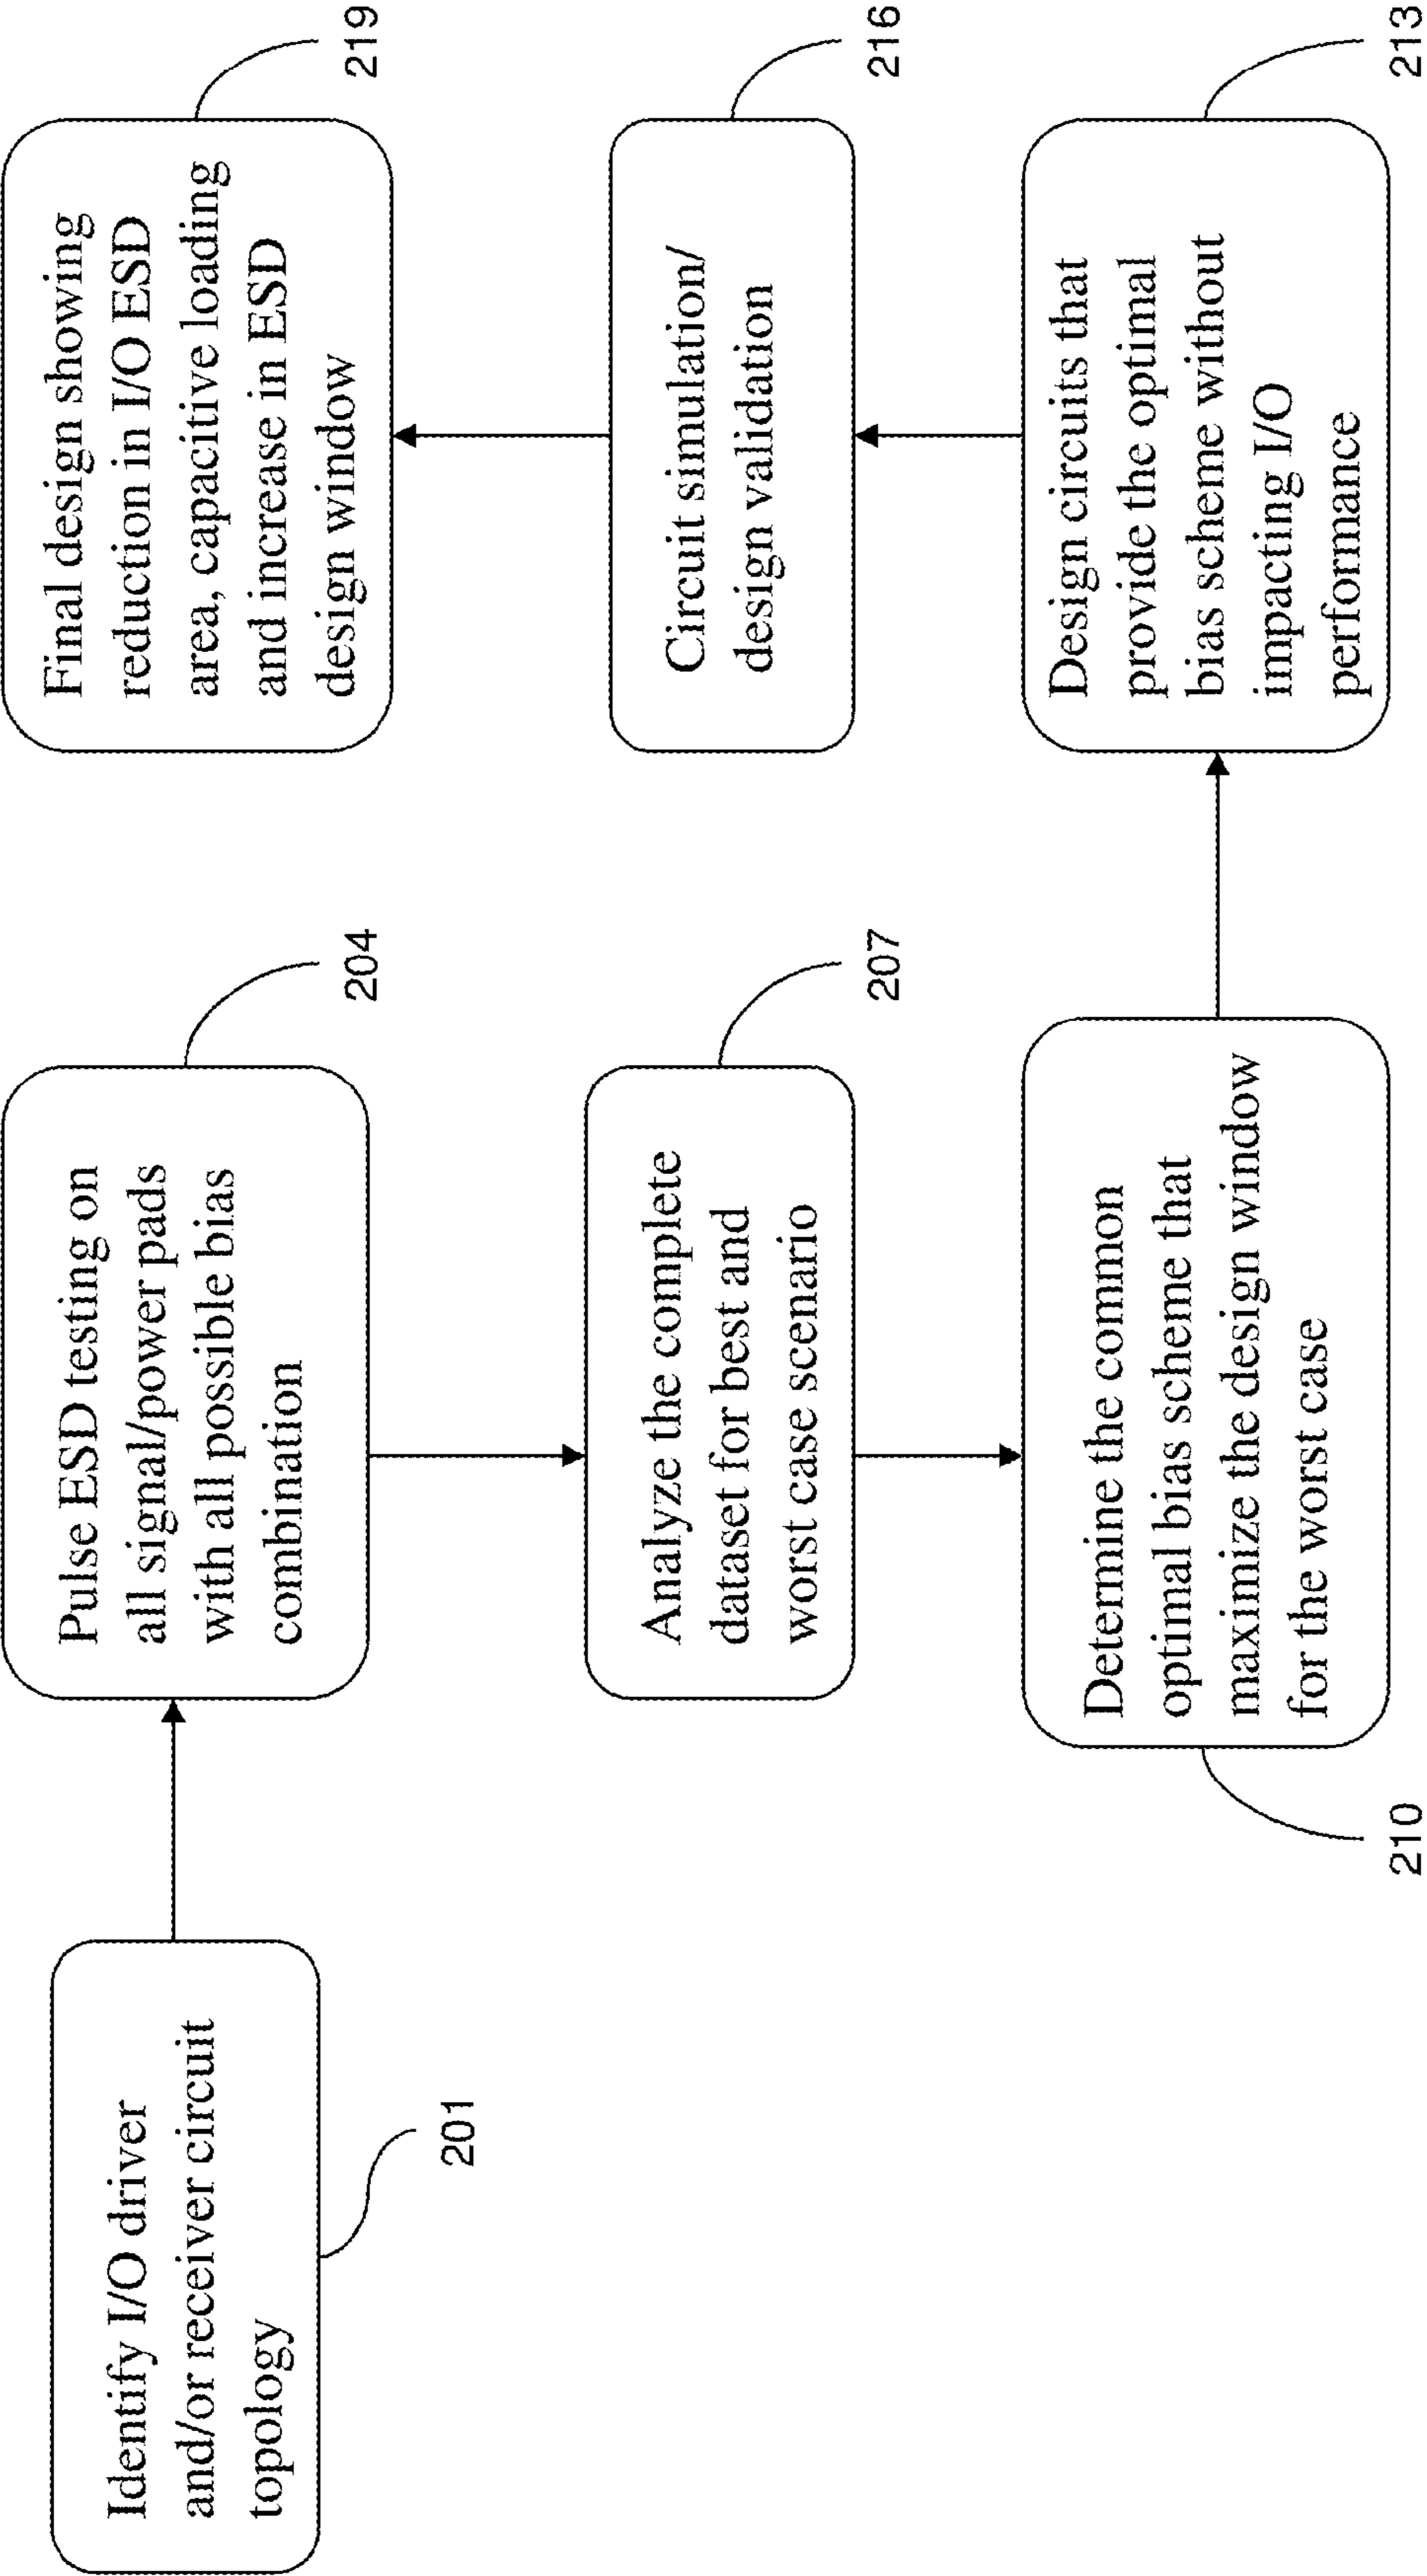 Identify I/O driver
and/or receiver circuit
topology
201
Pulse ESD testing on
all signal/power pads
with all possible bias
combination
204
Analyze the complete
dataset for best and
worst case scenario
207
Determine the common
optimal bias scheme that
maximize the design window
for the worst case
210
Design circuits that
provide the optimal
bias scheme without
impacting I/O
performance
213
Circuit simulation/
design validation
216
Final design showing
reduction in I/O ESD
area, capacitive loading
and increase in ESD
design window
219